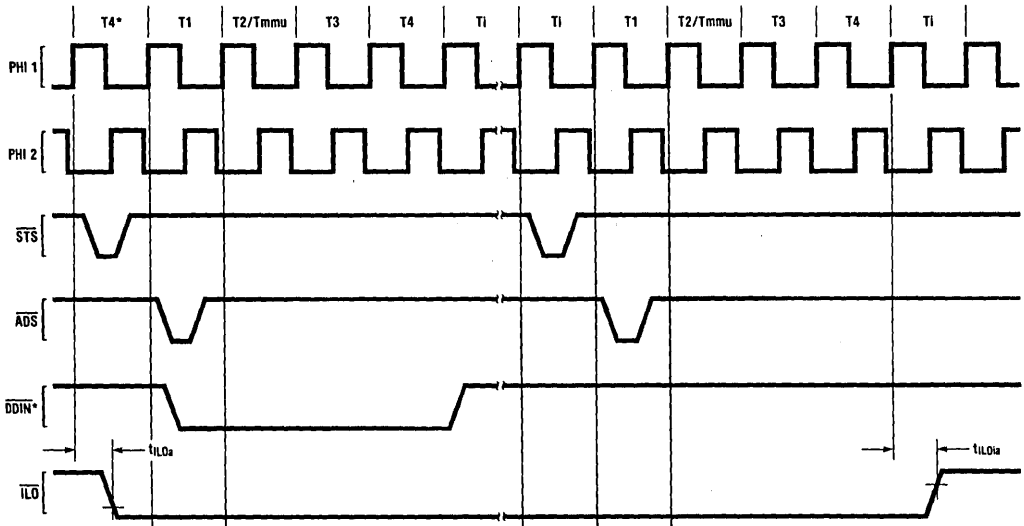 T4* T1 T2/Tmmu T3 T4 Ti Ti T1 T2/Tmmu T3 T4 Ti
PHI 1
PHI 2
STS
ADS
DDIN*
tILOa tILOia
ILO